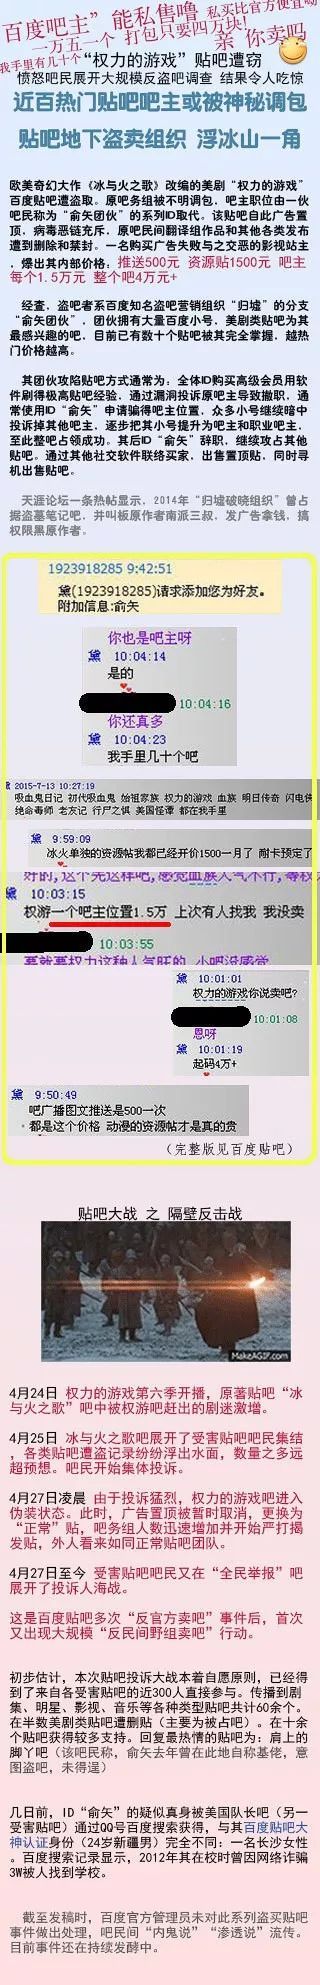 百度吧主”能私售噜 私买比官方便宜呦
一万五一个 打包只要四万块! 亲 你卖吗
我手里有几十个“权力的游戏”贴吧遭窃
愤怒吧民展开大规模反盗吧调查 结果令人吃惊
近百热门贴吧吧主或被神秘调包
贴吧地下盗卖组织 浮冰山一角
欧美奇幻大作《冰与火之歌》改编的美剧“权力的游戏”
百度贴吧遭盗取。原吧务组被不明调包，吧主职位由一伙
吧民称为“俞矢团伙”的系列ID取代。该贴吧自此广告置
顶，病毒恶链充斥，原吧民间翻译组作品和其他各类发布
遭到删除和禁封。一名购买广告失败与之交恶的影视站主
，爆出其内部价格：推送500元 资源贴1500元 吧主
每个1.5万元 整个吧4万元+
经查，盗吧者系百度知名盗吧营销组织“归墟”的分支
“俞矢团伙”，团伙拥有大量百度小号，美剧类贴吧为其
最感兴趣的吧，目前已有数十个贴吧被其完全掌握，越热
门价格越高。
其团伙攻陷贴吧方式通常为：全体ID购买高级会员用软
件刷得极高贴吧经验，通过漏洞投诉原吧主导致撤职，通
常使用ID“俞矢”申请骗得吧主位置，众多小号继续暗中
投诉掉其他吧主，逐步把其小号提升为吧主和职业吧主，
至此整吧占领成功。其后ID“俞矢”辞职，继续攻占其他
贴吧。通过其他社交软件联络买家，出售置顶贴，同时寻
机出售贴吧。
天涯论坛一条热帖显示，2014年“归墟破晓组织”曾占
据盗墓笔记吧，并叫板原作者南派三叔，发广告拿钱，搞
权限黑原作者。
1923918285 9:42:51
黛(1923918285)请求添加您为好友。
附加信息：俞矢
你也是吧主呀
黛 10:04:14
是的
10:04:16
你还真多
黛 10:04:23
我手里几十个吧
黛 2015-7-13 10:27:19
吸血鬼日记 初代吸血鬼 始祖家族 权力的游戏 血族 明日传奇 闪电侠
绝命毒师 老友记 行尸之惧 美国怪谭 都在我手里
黛 9:59:09
冰火单独的资源帖我都已经开价1500一月了 附卡预定了
好的，这个先这样吧，感觉血族人气不行，等权
黛 10:03:15
权游一个吧主位置1.5万 上次有人找我 我没卖
10:03:55
要就要权力这种人气旺的 小吧没感觉
黛 10:01:01
权力的游戏你说卖吧?
10:01:08
恩呀
黛 10:01:19
起码4万+
黛 9:50:49
吧广播图文推送是500一次
都是这个价格 动漫的资源帖才是真的贵
（完整版见百度贴吧）
贴吧大战 之 隔壁反击战
MakeAGIF.com
4月24日 权力的游戏第六季开播，原著贴吧“冰
与火之歌”吧中被权游吧赶出的剧迷激增。
4月25日 冰与火之歌吧展开了受害贴吧吧民集结
，各类贴吧遭盗记录纷纷浮出水面，数量之多远
超预想。吧民开始集体投诉。
4月27日凌晨 由于投诉猛烈，权力的游戏吧进入
伪装状态。此时，广告置顶被暂时取消，更换为
“正常”贴，吧务组人数迅速增加并开始严打揭
发贴，外人看来如同正常贴吧团队。
4月27日至今 受害贴吧吧民又在“全民举报”吧
展开了投诉人海战。
这是百度贴吧多次“反官方卖吧”事件后，首次
又出现大规模“反民间野组卖吧”行动。
初步估计，本次贴吧投诉大战本着自愿原则，已经得
到了来自各受害贴吧的近300人直接参与。传播到剧
集、明星、影视、音乐等各种类型贴吧共计60余个。
在半数美剧类贴吧遭删贴（主要为被占吧）。在十余
个贴吧获得较多支持。回复最热情的贴吧为：肩上的
脚丫吧（该吧民称，俞矢去年曾在此地自称基佬，意
图盗吧，未得逞）
几日前，ID“俞矢”的疑似真身被美国队长吧（另一
受害贴吧）通过QQ号百度搜索获得，与其百度贴吧大
神认证身份（24岁新疆男）完全不同：一名长沙女性
。百度搜索记录显示，2012年其在校时曾因网络诈骗
3W被人找到学校。
截至发稿时，百度官方管理员未对此系列盗买贴吧
事件做出处理，吧民间“内鬼说”“渗透说”流传。
目前事件还在持续发酵中。